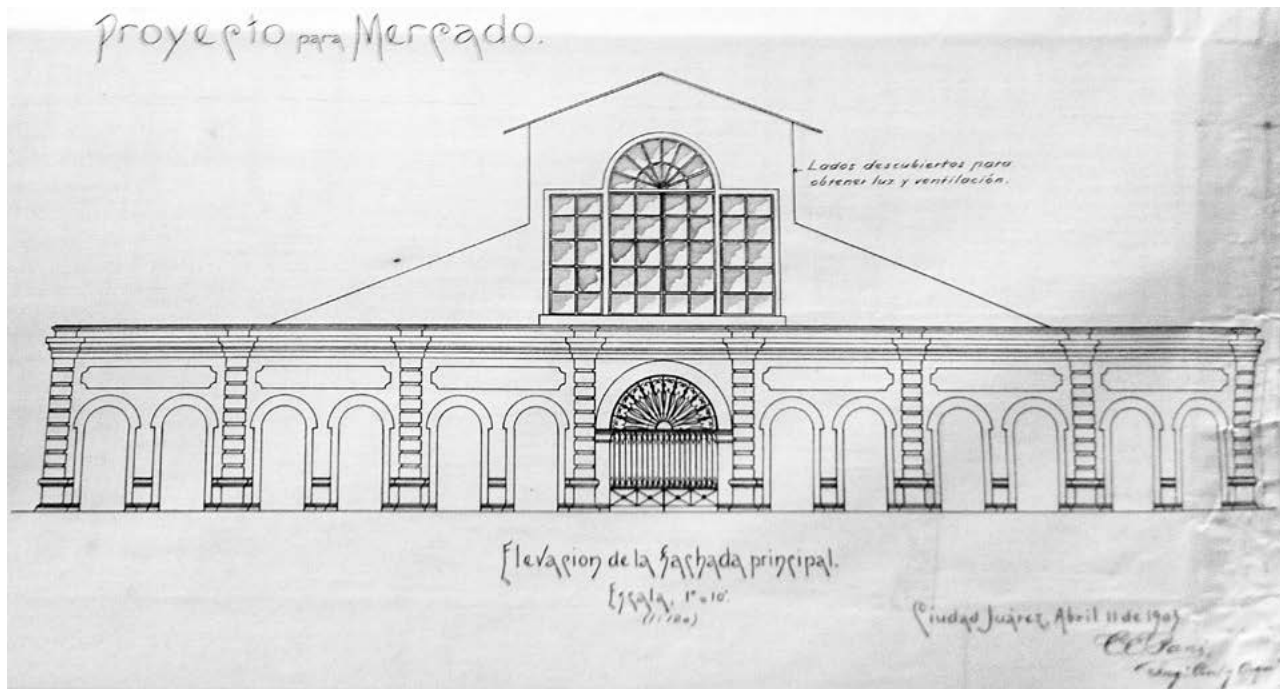 Proyecto para Mercado.
Lados descubiertos para
obtener luz y ventilación.
Elevacion de la fachada principal.
Escala, 1" = 10'
(1:120)
Ciudad Juárez, Abril 11 de 1903
Pani,